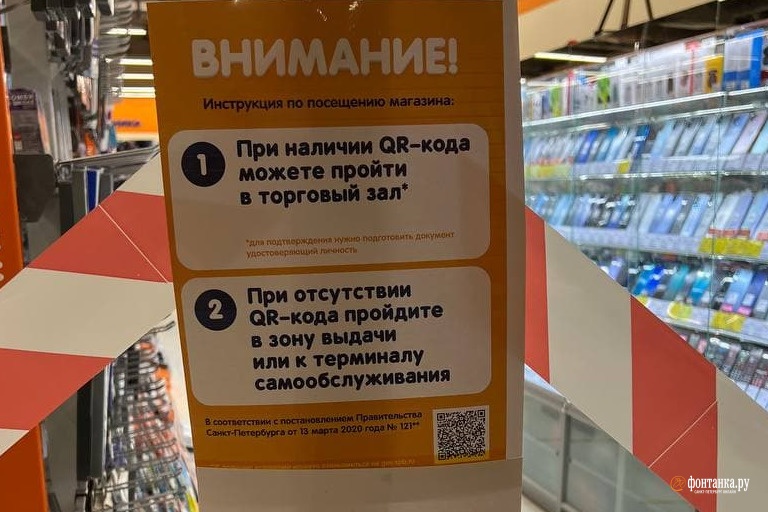 ВНИМАНИЕ!
Инструкция по посещению магазина:
1
При наличии QR-кода
можете пройти
в торговый зал*
*для подтверждения нужно подготовить документ
удостоверяющий личность
2
При отсутствии
QR-кода пройдите
в зону выдачи
или к терминалу
самообслуживания
В соответствии с постановлением Правительства
Санкт-Петербурга от 13 марта 2020 года № 121**
фонтанка.ру